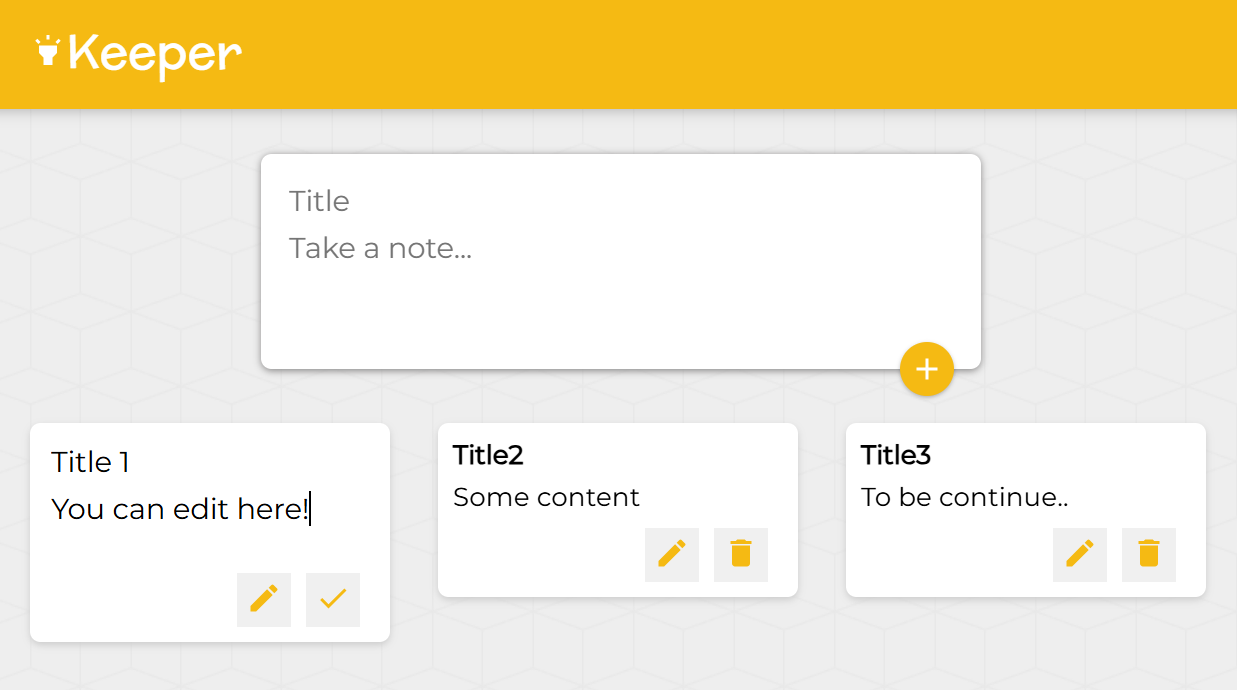 Keeper
Title
Take a note...
Title 1
You can edit here!
Title2
Some content
Title3
To be continue..